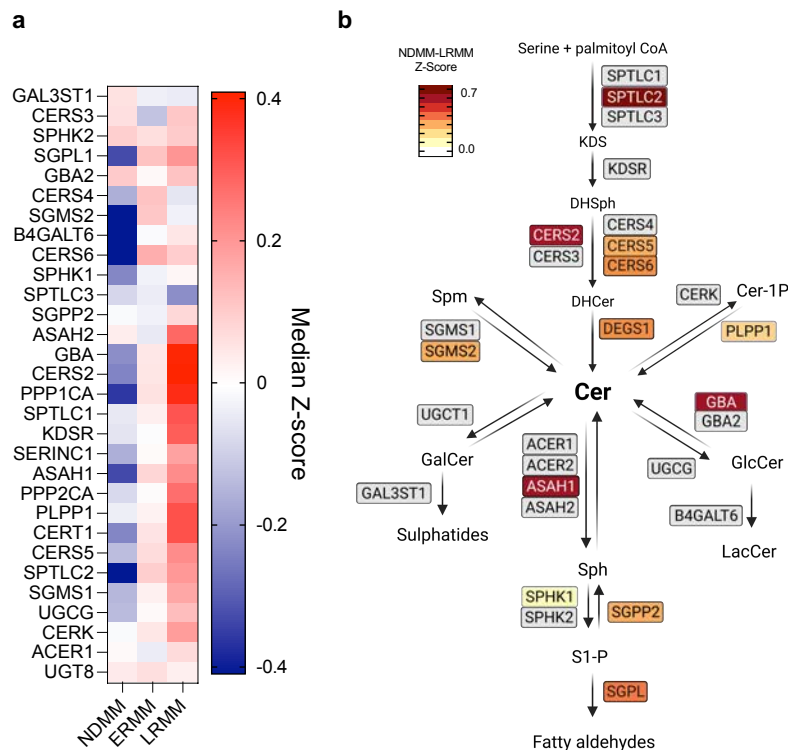 a
GAL3ST1
CERS3
SPHK2
SGPL1
GBA2
CERS4
SGMS2
B4GALT6
CERS6
SPHK1
SPTLC3
SGPP2
ASAH2
GBA
CERS2
PPP1CA
SPTLC1
KDSR
SERINC1
ASAH1
PPP2CA
PLPP1
CERT1
CERS5
SPTLC2
SGMS1
UGCG
CERK
ACER1
UGT8
NDMM
ERMM
LRMM
0.4
0.2
0
-0.2
-0.4
Median Z-score
b
NDMM-LRMM
Z-Score
0.7
0.0
Serine + palmitoyl CoA
SPTLC1
SPTLC2
SPTLC3
KDS
KDSR
DHSph
CERS2
CERS3
CERS4
CERS5
CERS6
DHCer
DEGS1
Spm
SGMS1
SGMS2
CERK
Cer-1P
PLPP1
Cer
UGCT1
GalCer
GAL3ST1
Sulphatides
ACER1
ACER2
ASAH1
ASAH2
GBA
GBA2
UGCG
GlcCer
B4GALT6
LacCer
Sph
SPHK1
SPHK2
SGPP2
S1-P
SGPL
Fatty aldehydes